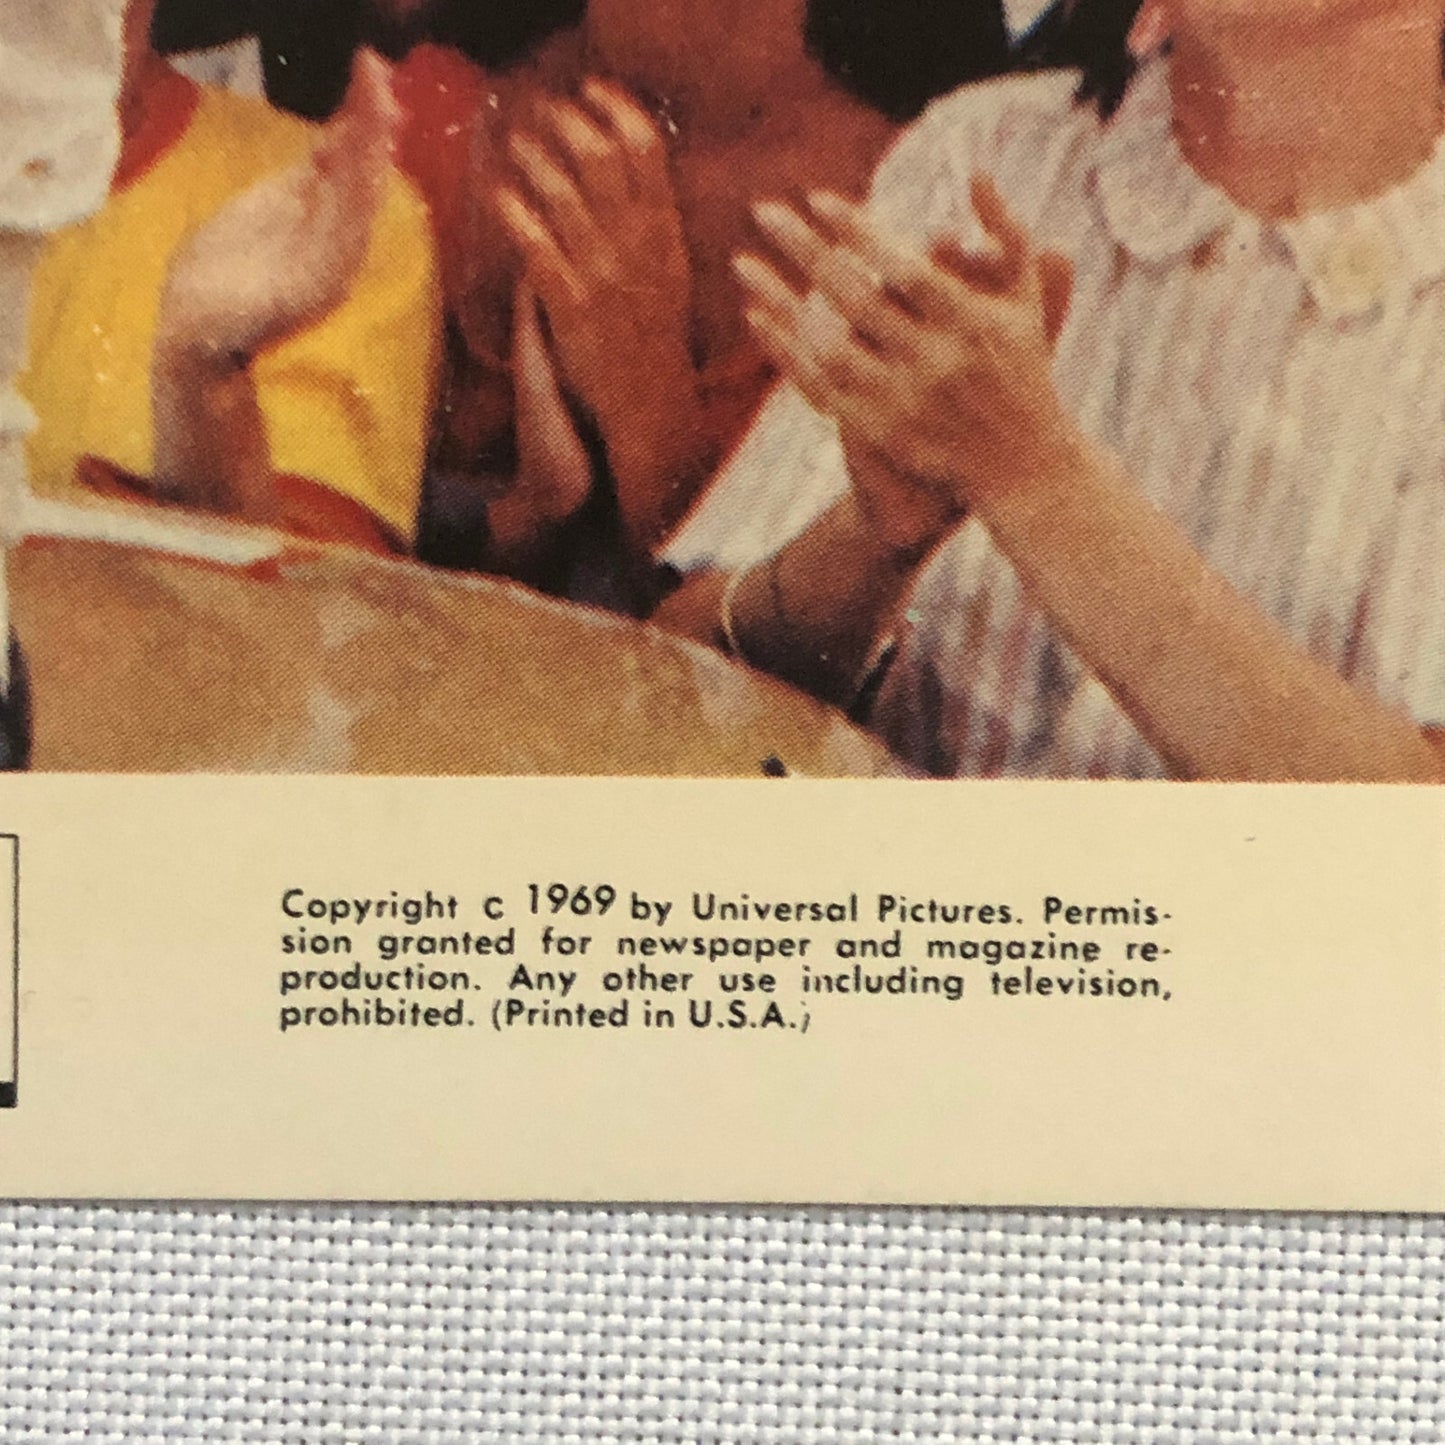 Copyright c 1969 by Universal Pictures. Permis-
sion granted for newspaper and magazine re-
production. Any other use including television,
prohibited. (Printed in U.S.A.)